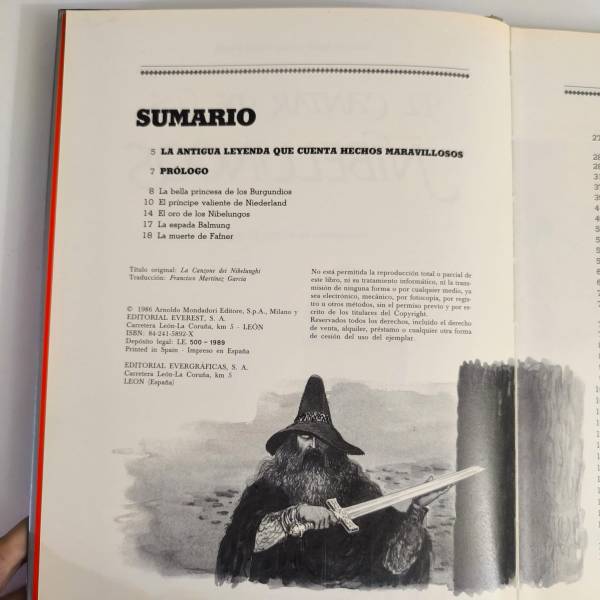 SUMARIO
5 LA ANTIGUA LEYENDA QUE CUENTA HECHOS MARAVILLOSOS
7 PRÓLOGO
8 La bella princesa de los Burgundios
10 El príncipe valiente de Niederland
14 El oro de los Nibelungos
17 La espada Balmung
18 La muerte de Fafner
Título original: La Canzone dei Nibelunghi
Traducción: Francisco Martínez García
© 1986 Arnoldo Mondadori Editore, S.p.A., Milano y
EDITORIAL EVEREST, S. A.
Carretera León-La Coruña, km 5 - LEÓN
ISBN: 84-241-5892-X
Depósito legal: LE. 500 - 1989
Printed in Spain - Impreso en España
EDITORIAL EVERGRÁFICAS, S. A.
Carretera León-La Coruña, km 5
LEON (España)
No está permitida la reproducción total o parcial de
este libro, ni su tratamiento informático, ni la trans-
misión de ninguna forma o por cualquier medio, ya
sea electrónico, mecánico, por fotocopia, por regis-
tro u otros métodos, sin el permiso previo y por es-
crito de los titulares del Copyright.
Reservados todos los derechos, incluido el derecho
de venta, alquiler, préstamo o cualquier otra forma
de cesión del uso del ejemplar.